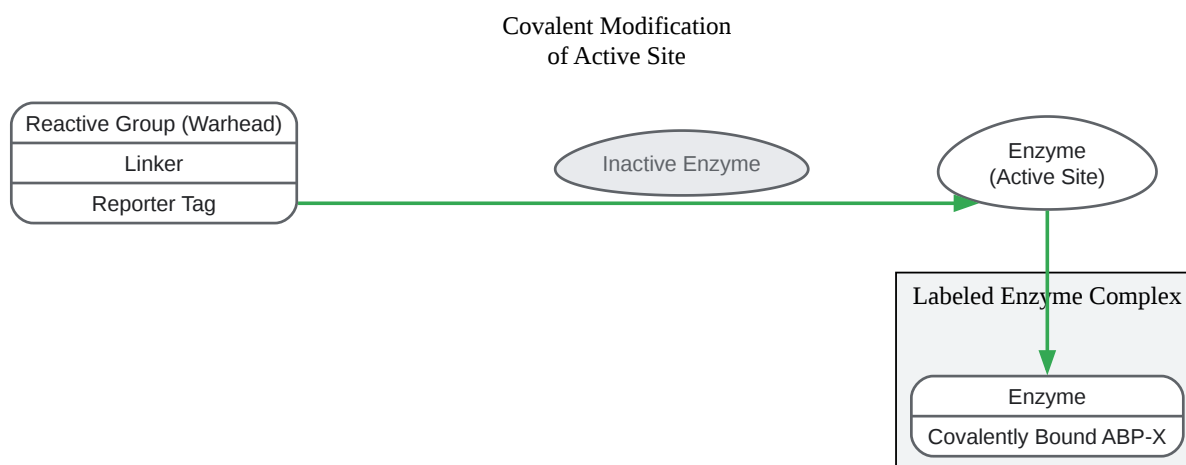 Covalent Modification
of Active Site
Reactive Group (Warhead)
Linker
Reporter Tag
Inactive Enzyme
Enzyme
(Active Site)
Labeled Enzyme Complex
Enzyme
Covalently Bound ABP-X